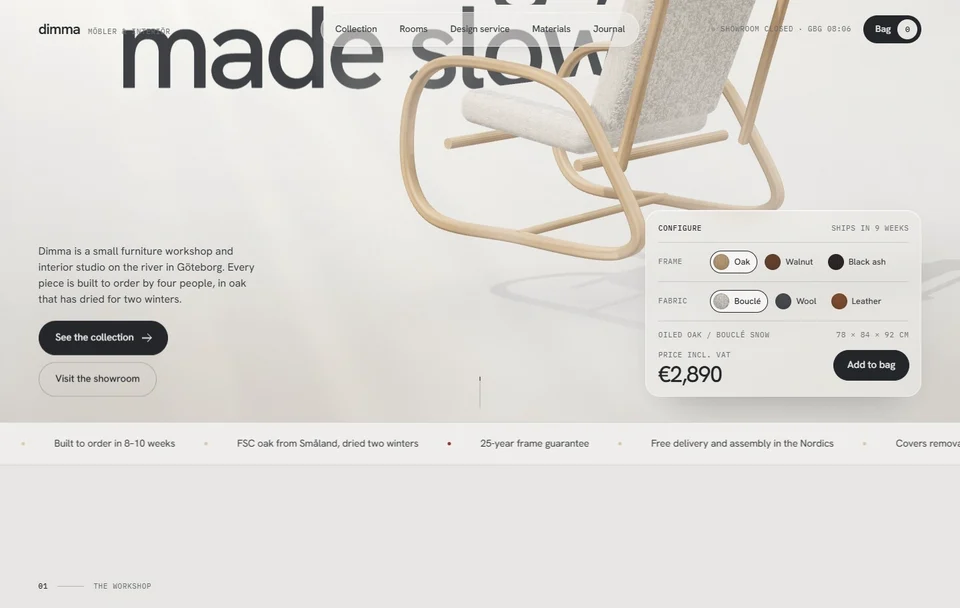 dimma
MÖBLER & INTERIÖR
Collection
Rooms
Design service
Materials
Journal
SHOWROOM CLOSED · GBG 08:06
Bag 0
made slow
Dimma is a small furniture workshop and
interior studio on the river in Göteborg. Every
piece is built to order by four people, in oak
that has dried for two winters.
See the collection →
Visit the showroom
CONFIGURE
SHIPS IN 9 WEEKS
FRAME
Oak
Walnut
Black ash
FABRIC
Bouclé
Wool
Leather
OILED OAK / BOUCLÉ SNOW
78 × 84 × 92 CM
PRICE INCL. VAT
€2,890
Add to bag
Built to order in 8–10 weeks
FSC oak from Småland, dried two winters
25-year frame guarantee
Free delivery and assembly in the Nordics
Covers remova
01
THE WORKSHOP